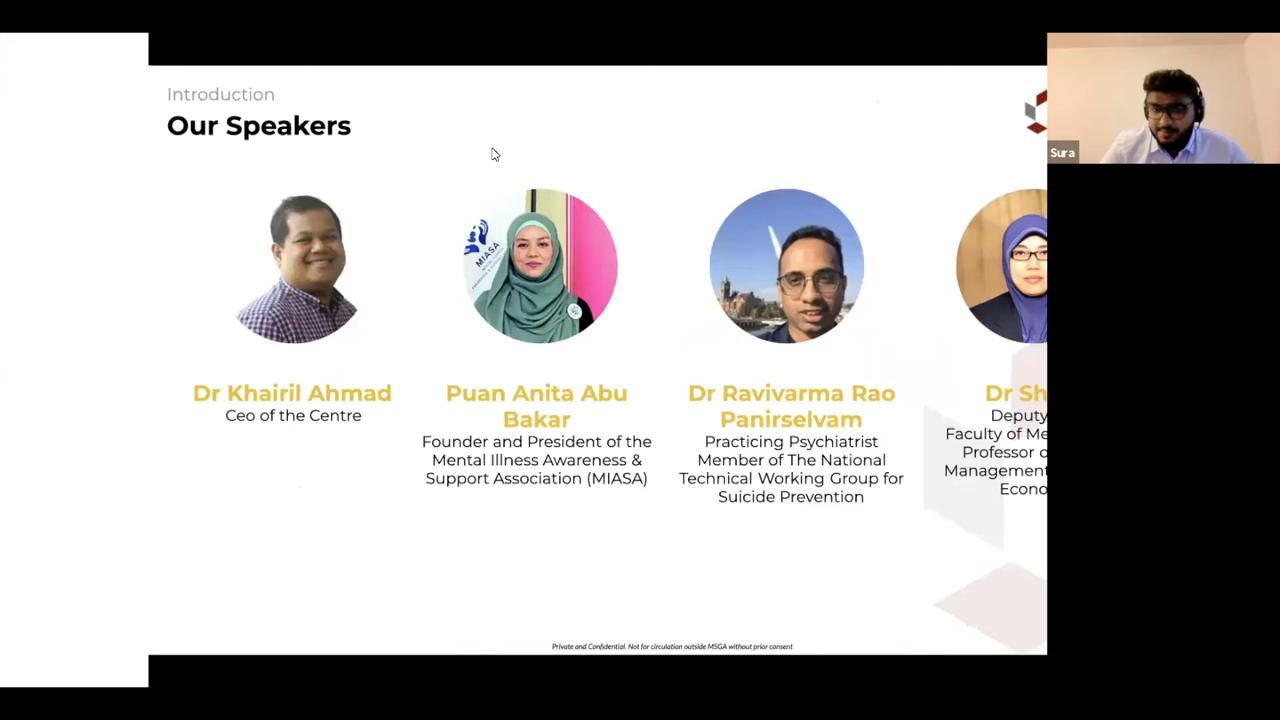 Introduction
Our Speakers
Sura
MIASA
Dr Khairil Ahmad
Ceo of the Centre
Puan Anita Abu
Bakar
Founder and President of the
Mental Illness Awareness &
Support Association (MIASA)
Dr Ravivarma Rao
Panirselvam
Practicing Psychiatrist
Member of The National
Technical Working Group for
Suicide Prevention
Dr Sh
Deputy
Faculty of Me
Professor o
Management
Econo
Private and Confidential. Not for circulation outside MSGA without prior consent